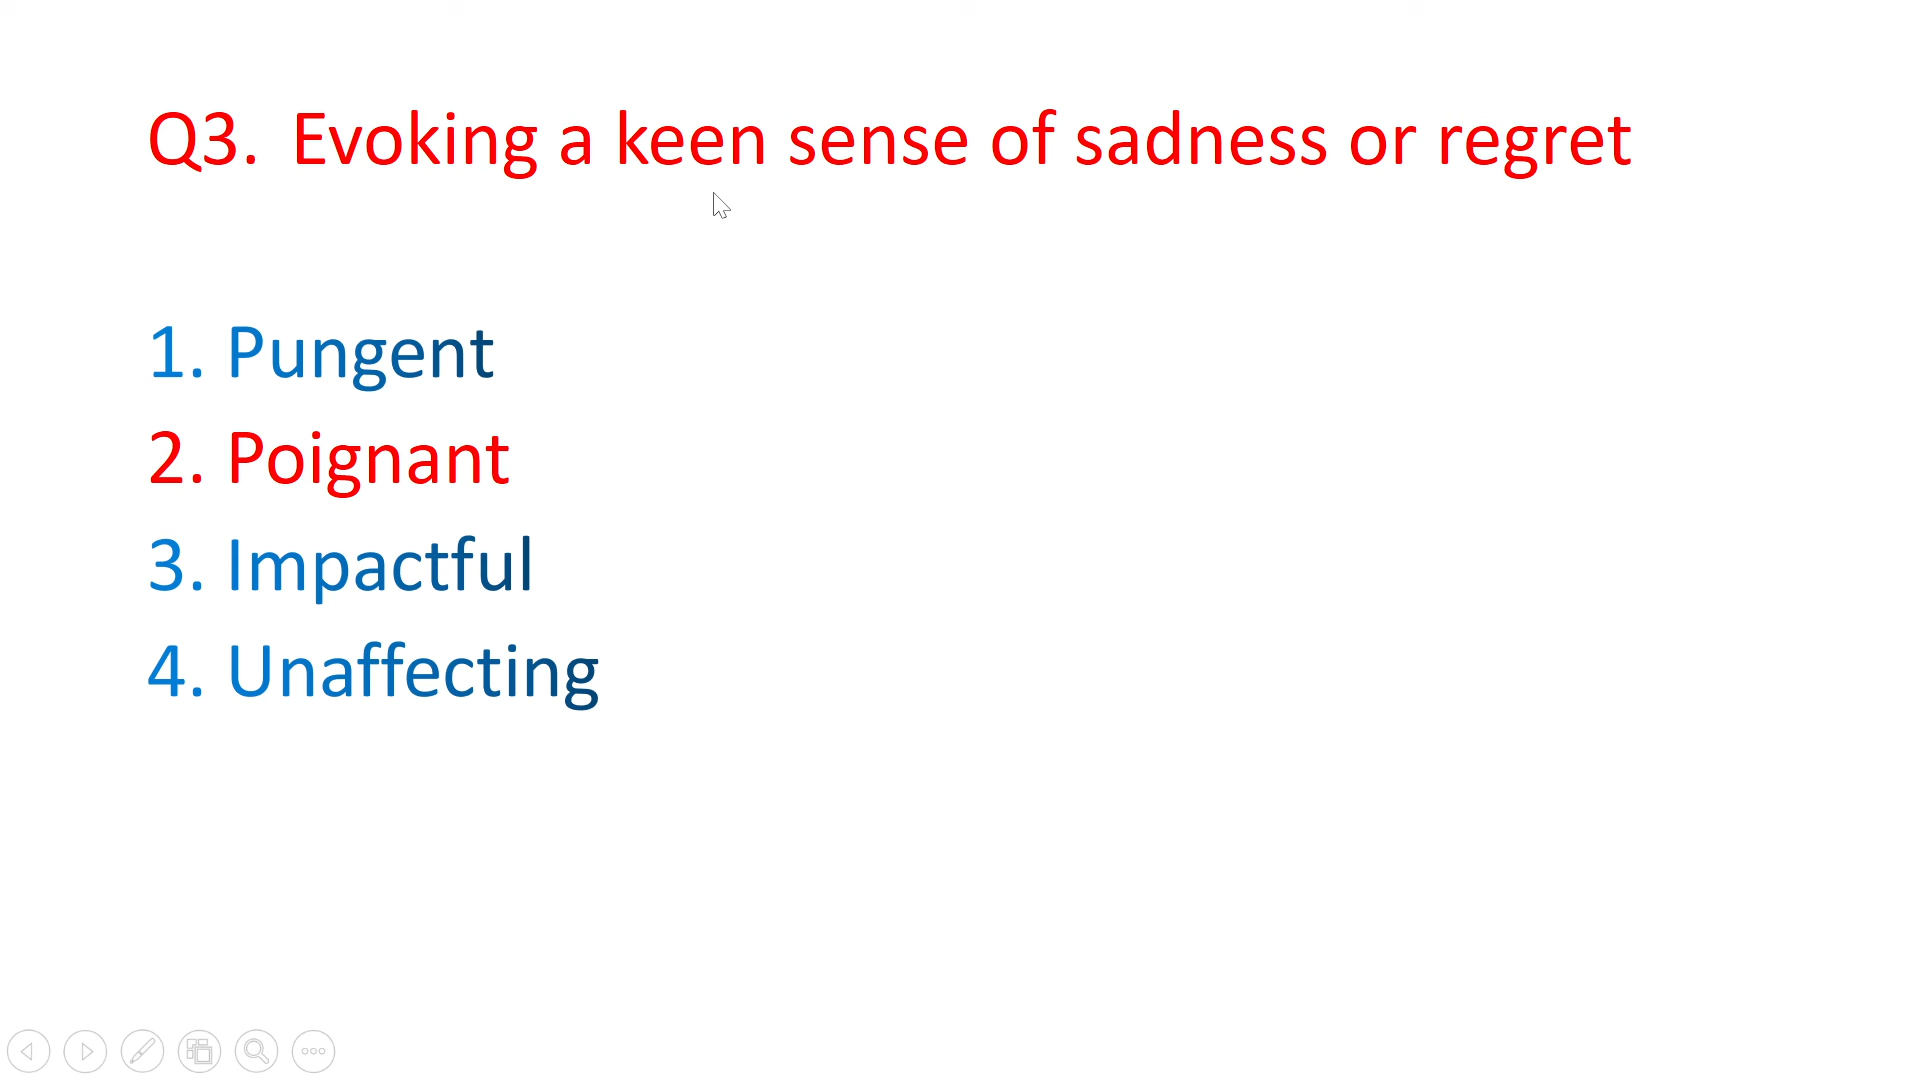 Q3. Evoking a keen sense of sadness or regret
1. Pungent
2. Poignant
3. Impactful
4. Unaffecting